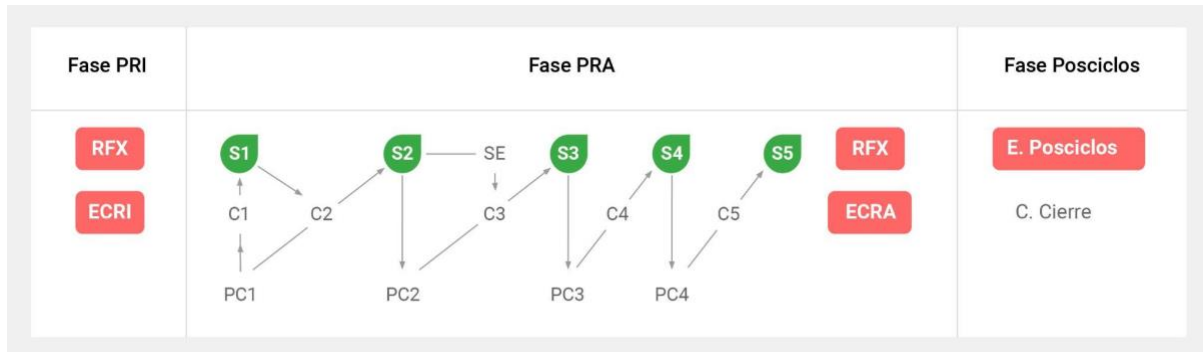 Fase PRI
Fase PRA
Fase Posciclos
RFX
S1
S2
SE
S3
S4
S5
RFX
E. Posciclos
ECRI
C1
C2
C3
C4
C5
ECRA
C. Cierre
PC1
PC2
PC3
PC4